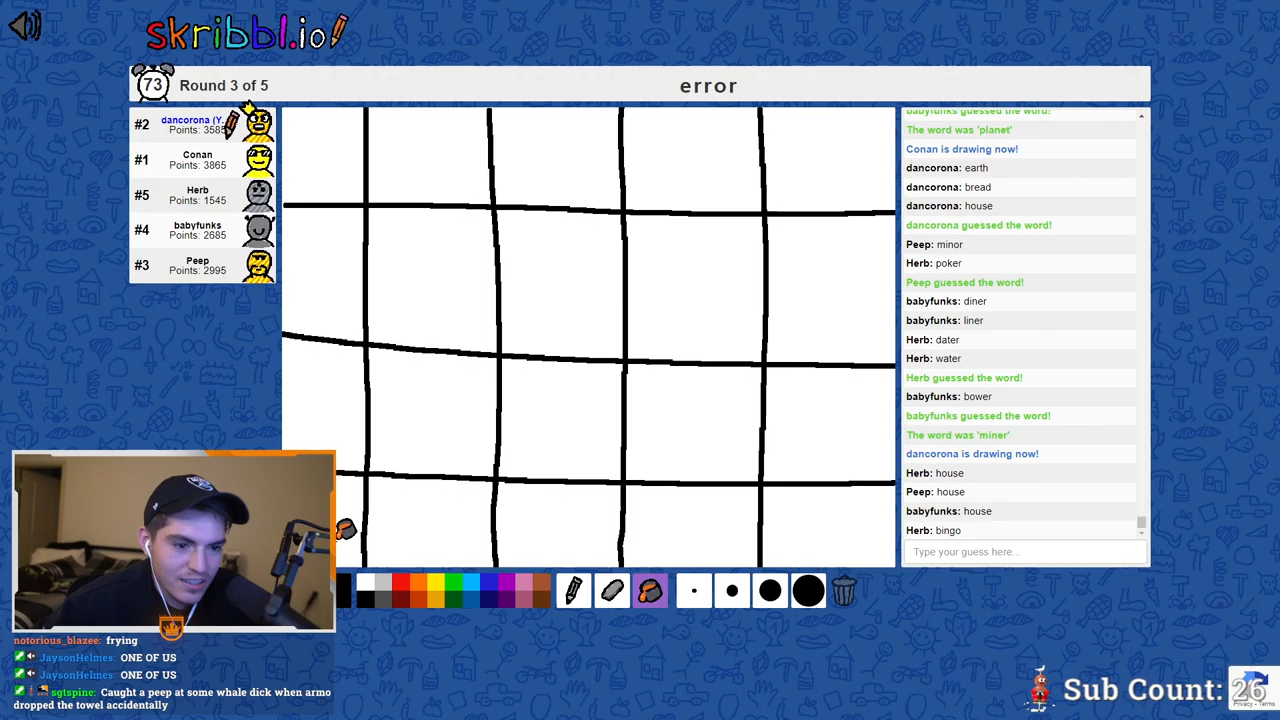 skribbl.io
73
Round 3 of 5
error
#2
dancorona (Y.
Points: 3585
#1
Conan
Points: 3865
#5
Herb
Points: 1545
#4
babyfunks
Points: 2685
#3
Peep
Points: 2995
babyfunks guessed the word!
The word was 'planet'
Conan is drawing now!
dancorona: earth
dancorona: bread
dancorona: house
dancorona guessed the word!
Peep: minor
Herb: poker
Peep guessed the word!
babyfunks: diner
babyfunks: liner
Herb: dater
Herb: water
Herb guessed the word!
babyfunks: bower
babyfunks guessed the word!
The word was 'miner'
dancorona is drawing now!
Herb: house
Peep: house
babyfunks: house
Herb: bingo
Type your guess here...
notorious_blazee: frying
JaysonHelmes: ONE OF US
JaysonHelmes: ONE OF US
sgtspine: Caught a peep at some whale dick when armo
dropped the towel accidentally
Sub Count: 26
Privacy - Terms